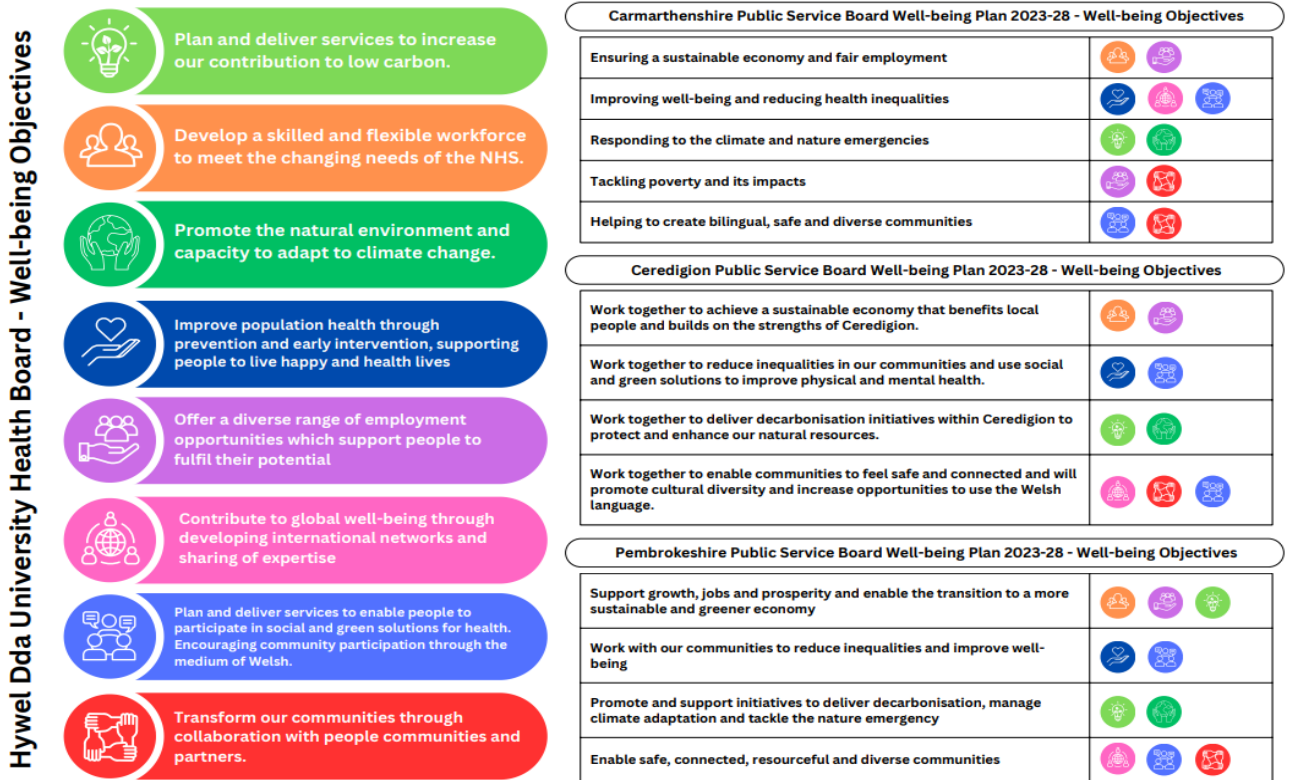 Hywel Dda University Health Board - Well-being Objectives
Plan and deliver services to increase
our contribution to low carbon.
Develop a skilled and flexible workforce
to meet the changing needs of the NHS.
Promote the natural environment and
capacity to adapt to climate change.
Improve population health through
prevention and early intervention, supporting
people to live happy and health lives
Offer a diverse range of employment
opportunities which support people to
fulfil their potential
Contribute to global well-being through
developing international networks and
sharing of expertise
Plan and deliver services to enable people to
participate in social and green solutions for health.
Encouraging community participation through the
medium of Welsh.
Transform our communities through
collaboration with people communities and
partners.
Carmarthenshire Public Service Board Well-being Plan 2023-28 - Well-being Objectives
Ensuring a sustainable economy and fair employment
Improving well-being and reducing health inequalities
Responding to the climate and nature emergencies
Tackling poverty and its impacts
Helping to create bilingual, safe and diverse communities
Ceredigion Public Service Board Well-being Plan 2023-28 - Well-being Objectives
Work together to achieve a sustainable economy that benefits local
people and builds on the strengths of Ceredigion.
Work together to reduce inequalities in our communities and use social
and green solutions to improve physical and mental health.
Work together to deliver decarbonisation initiatives within Ceredigion to
protect and enhance our natural resources.
Work together to enable communities to feel safe and connected and will
promote cultural diversity and increase opportunities to use the Welsh
language.
Pembrokeshire Public Service Board Well-being Plan 2023-28 - Well-being Objectives
Support growth, jobs and prosperity and enable the transition to a more
sustainable and greener economy
Work with our communities to reduce inequalities and improve well-
being
Promote and support initiatives to deliver decarbonisation, manage
climate adaptation and tackle the nature emergency
Enable safe, connected, resourceful and diverse communities